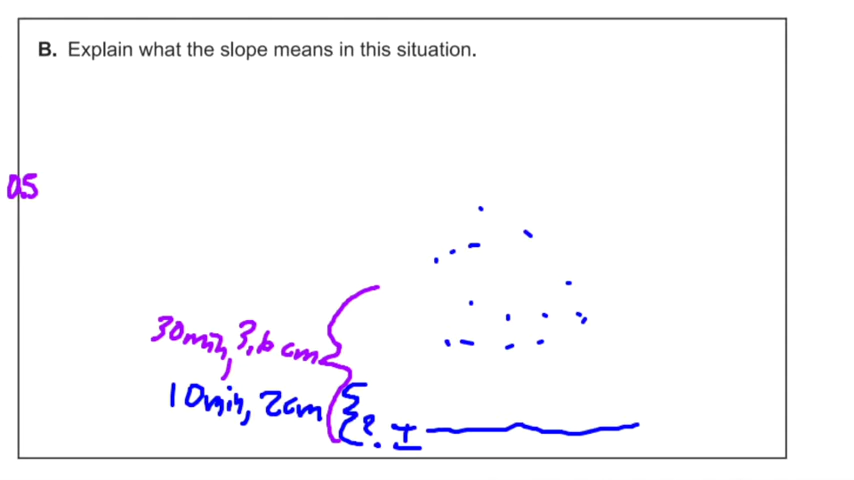 B. Explain what the slope means in this situation.
0.5
30min, 3.6 cm
10min, 2cm
?